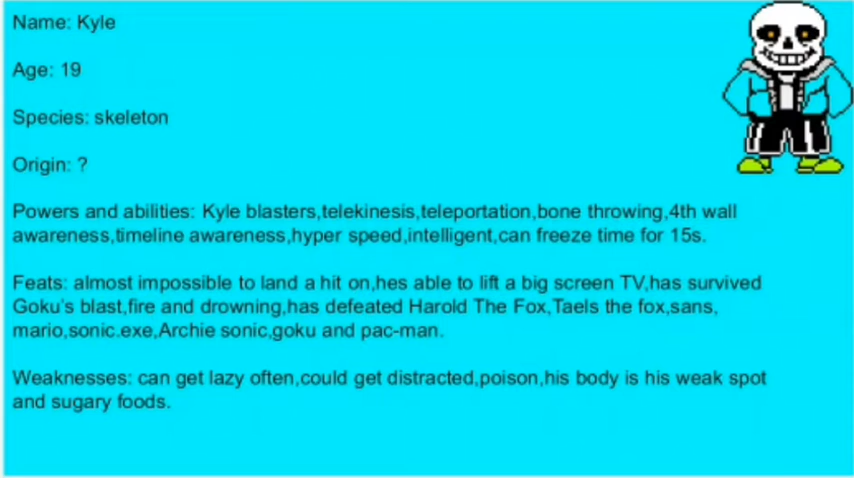 Name: Kyle
Age: 19
Species: skeleton
Origin: ?
Powers and abilities: Kyle blasters,telekinesis,teleportation,bone throwing,4th wall
awareness,timeline awareness,hyper speed,intelligent,can freeze time for 15s.
Feats: almost impossible to land a hit on,hes able to lift a big screen TV,has survived
Goku's blast,fire and drowning,has defeated Harold The Fox,Taels the fox,sans,
mario,sonic.exe,Archie sonic,goku and pac-man.
Weaknesses: can get lazy often,could get distracted,poison,his body is his weak spot
and sugary foods.